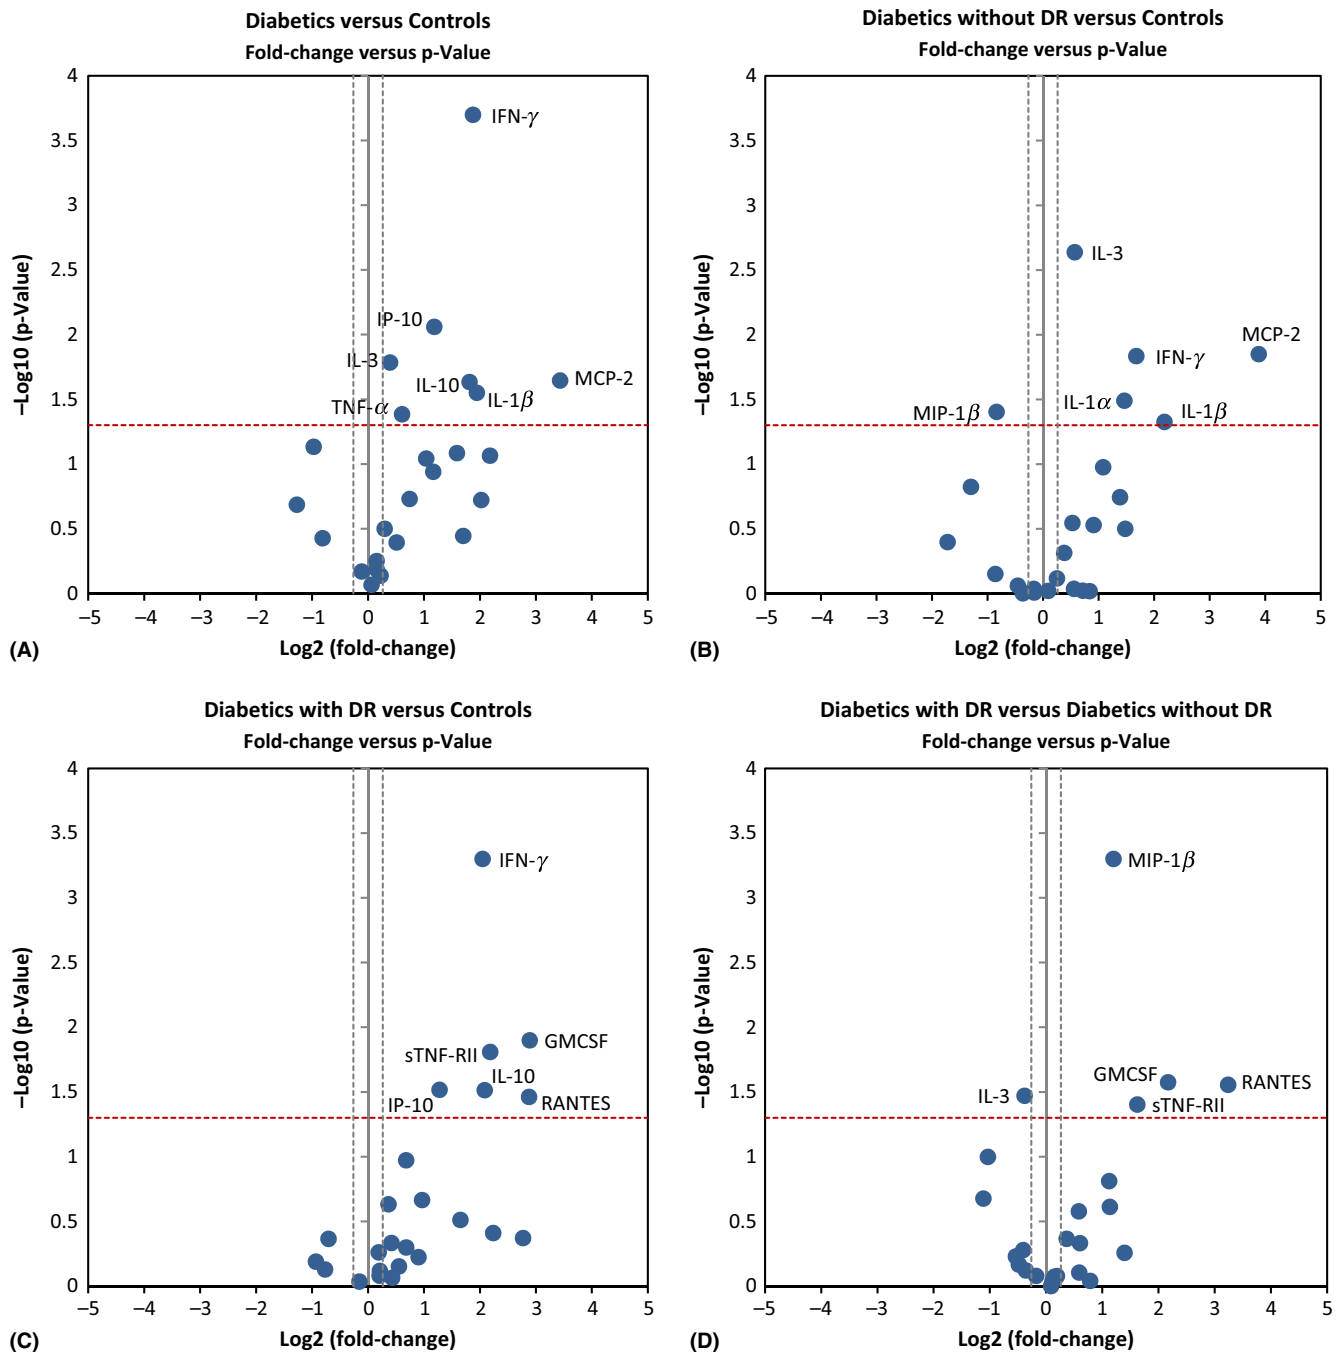 Diabetics versus Controls
Fold-change versus p-Value
4
3.5
3
2.5
2
1.5
1
0.5
0
–Log10 (p-Value)
IFN-γ
IP-10
IL-3
IL-10
MCP-2
IL-1β
TNF-α
–5 –4 –3 –2 –1 0 1 2 3 4 5
Log2 (fold-change)
(A)
Diabetics without DR versus Controls
Fold-change versus p-Value
4
3.5
3
2.5
2
1.5
1
0.5
0
–Log10 (p-Value)
IL-3
MCP-2
IFN-γ
IL-1α
MIP-1β
IL-1β
–5 –4 –3 –2 –1 0 1 2 3 4 5
Log2 (fold-change)
(B)
Diabetics with DR versus Controls
Fold-change versus p-Value
4
3.5
3
2.5
2
1.5
1
0.5
0
–Log10 (p-Value)
IFN-γ
GMCSF
sTNF-RII
IL-10
IP-10
RANTES
–5 –4 –3 –2 –1 0 1 2 3 4 5
Log2 (fold-change)
(C)
Diabetics with DR versus Diabetics without DR
Fold-change versus p-Value
4
3.5
3
2.5
2
1.5
1
0.5
0
–Log10 (p-Value)
MIP-1β
GMCSF
RANTES
IL-3
sTNF-RII
–5 –4 –3 –2 –1 0 1 2 3 4 5
Log2 (fold-change)
(D)